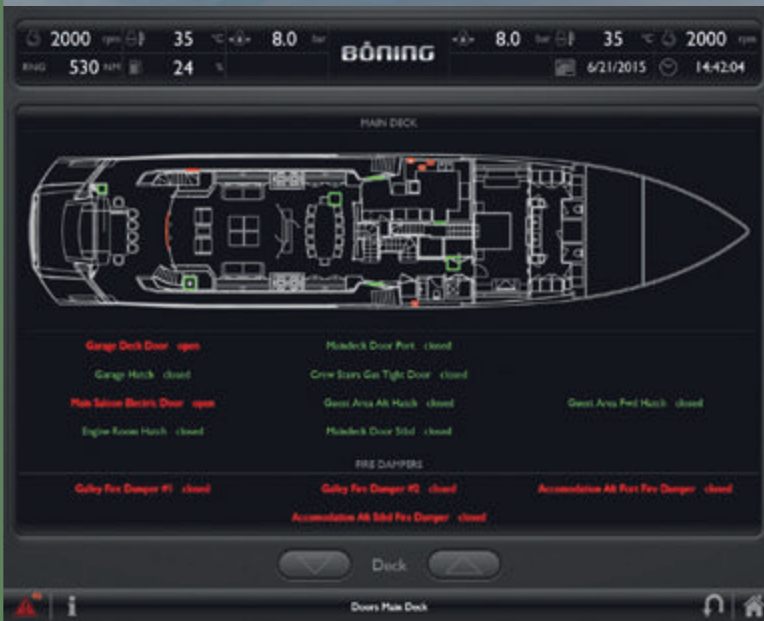 2000 rpm 35 °C 8.0 bar BÖNING 8.0 bar 35 °C 2000 rpm
RNG 530 NM 24 % 6/21/2015 14:42:04
MAIN DECK
Garage Deck Door open Maindeck Door Port closed
Garage Hatch closed Crew Stairs Gas Tight Door closed
Main Saloon Electric Door open Guest Area Aft Hatch closed Guest Area Fwd Hatch closed
Engine Room Hatch closed Maindeck Door Stbd closed
FIRE DAMPERS
Galley Fire Damper #1 closed Galley Fire Damper #2 closed Accomodation Aft Port Fire Damper closed
Accomodation Aft Stbd Fire Damper closed
Deck
Doors Main Deck